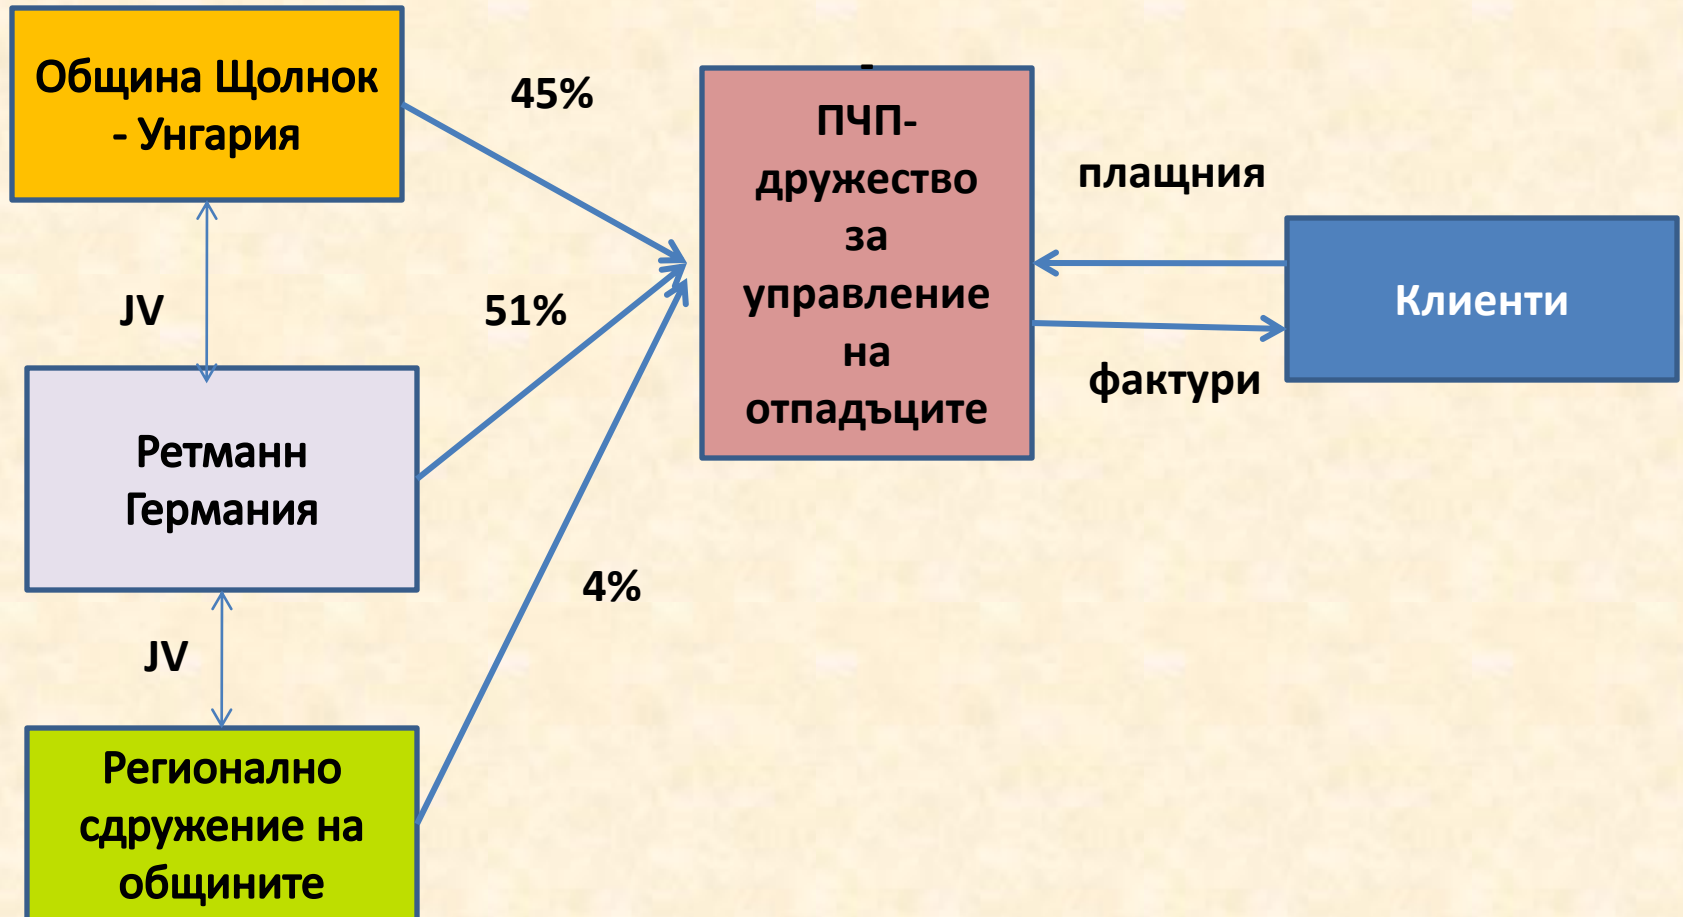 Община Щолнок
- Унгария
45%
-
ПЧП-
дружество
за
управление
на
отпадъците
плащния
Клиенти
фактури
JV
51%
Ретманн
Германия
4%
JV
Регионално
сдружение на
общините